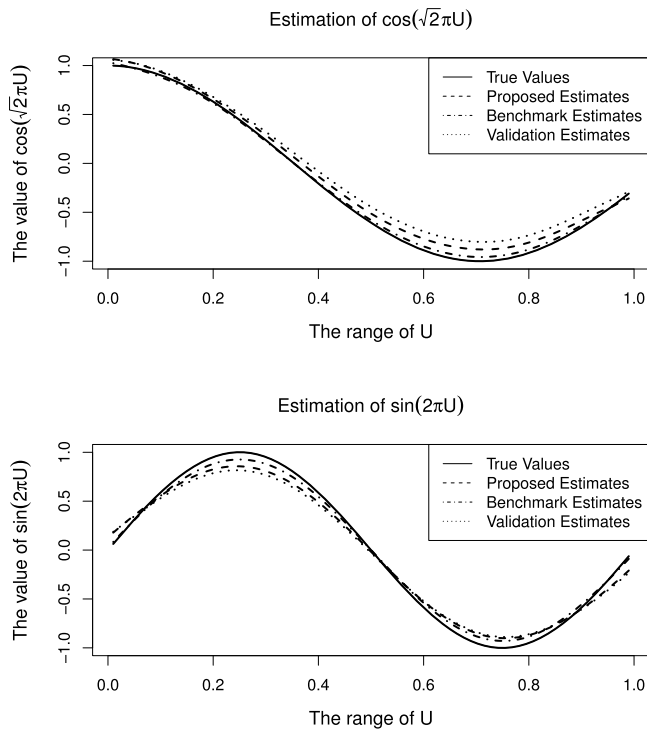 Estimation of cos(√2πU)
The value of cos(√2πU)
1.0
0.5
0.0
−0.5
−1.0
True Values
Proposed Estimates
Benchmark Estimates
Validation Estimates
0.0 0.2 0.4 0.6 0.8 1.0
The range of U
Estimation of sin(2πU)
The value of sin(2πU)
1.0
0.5
0.0
−0.5
−1.0
True Values
Proposed Estimates
Benchmark Estimates
Validation Estimates
0.0 0.2 0.4 0.6 0.8 1.0
The range of U